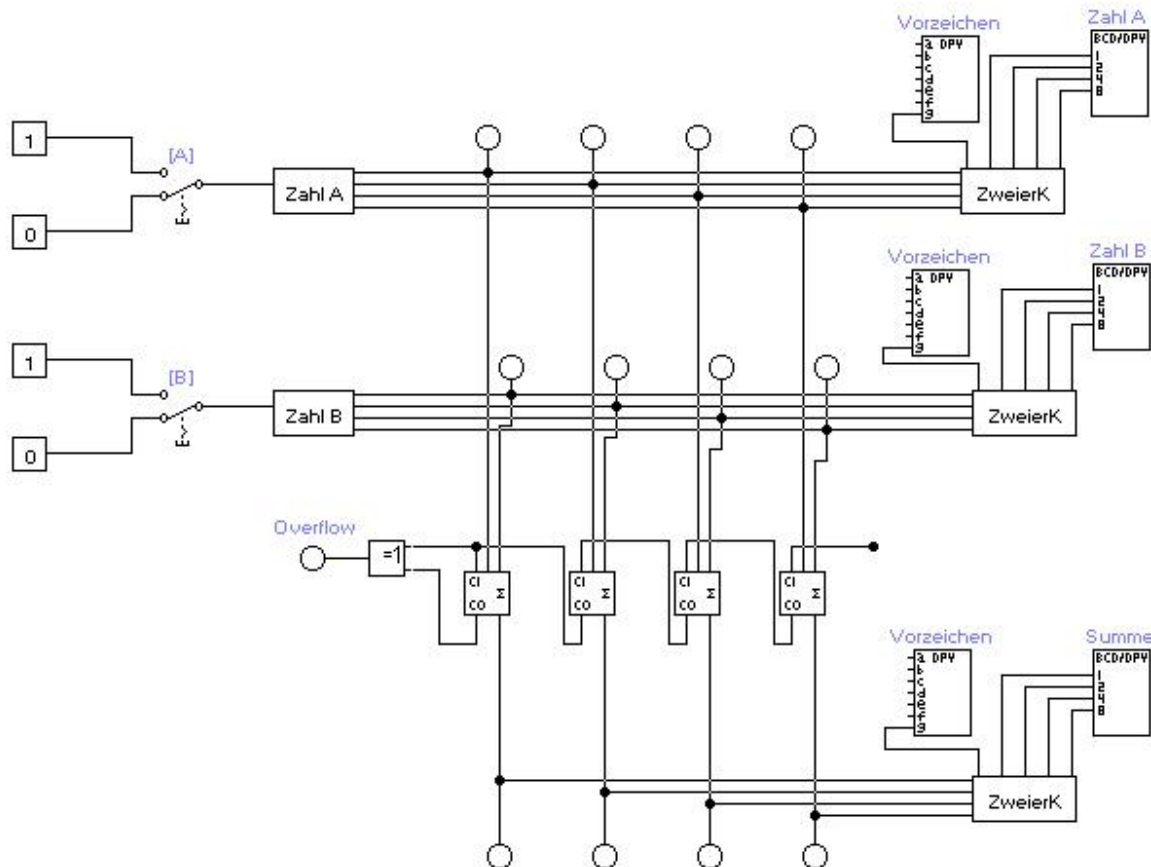 Vorzeichen
Zahl A
a DPY
b
c
d
e
f
g
BCD/DPY
1
2
4
8
1
[A]
0
Zahl A
ZweierK
Vorzeichen
Zahl B
a DPY
b
c
d
e
f
g
BCD/DPY
1
2
4
8
1
[B]
0
Zahl B
ZweierK
Overflow
=1
CI
CO
Σ
CI
CO
Σ
CI
CO
Σ
CI
CO
Σ
Vorzeichen
Summe
a DPY
b
c
d
e
f
g
BCD/DPY
1
2
4
8
ZweierK